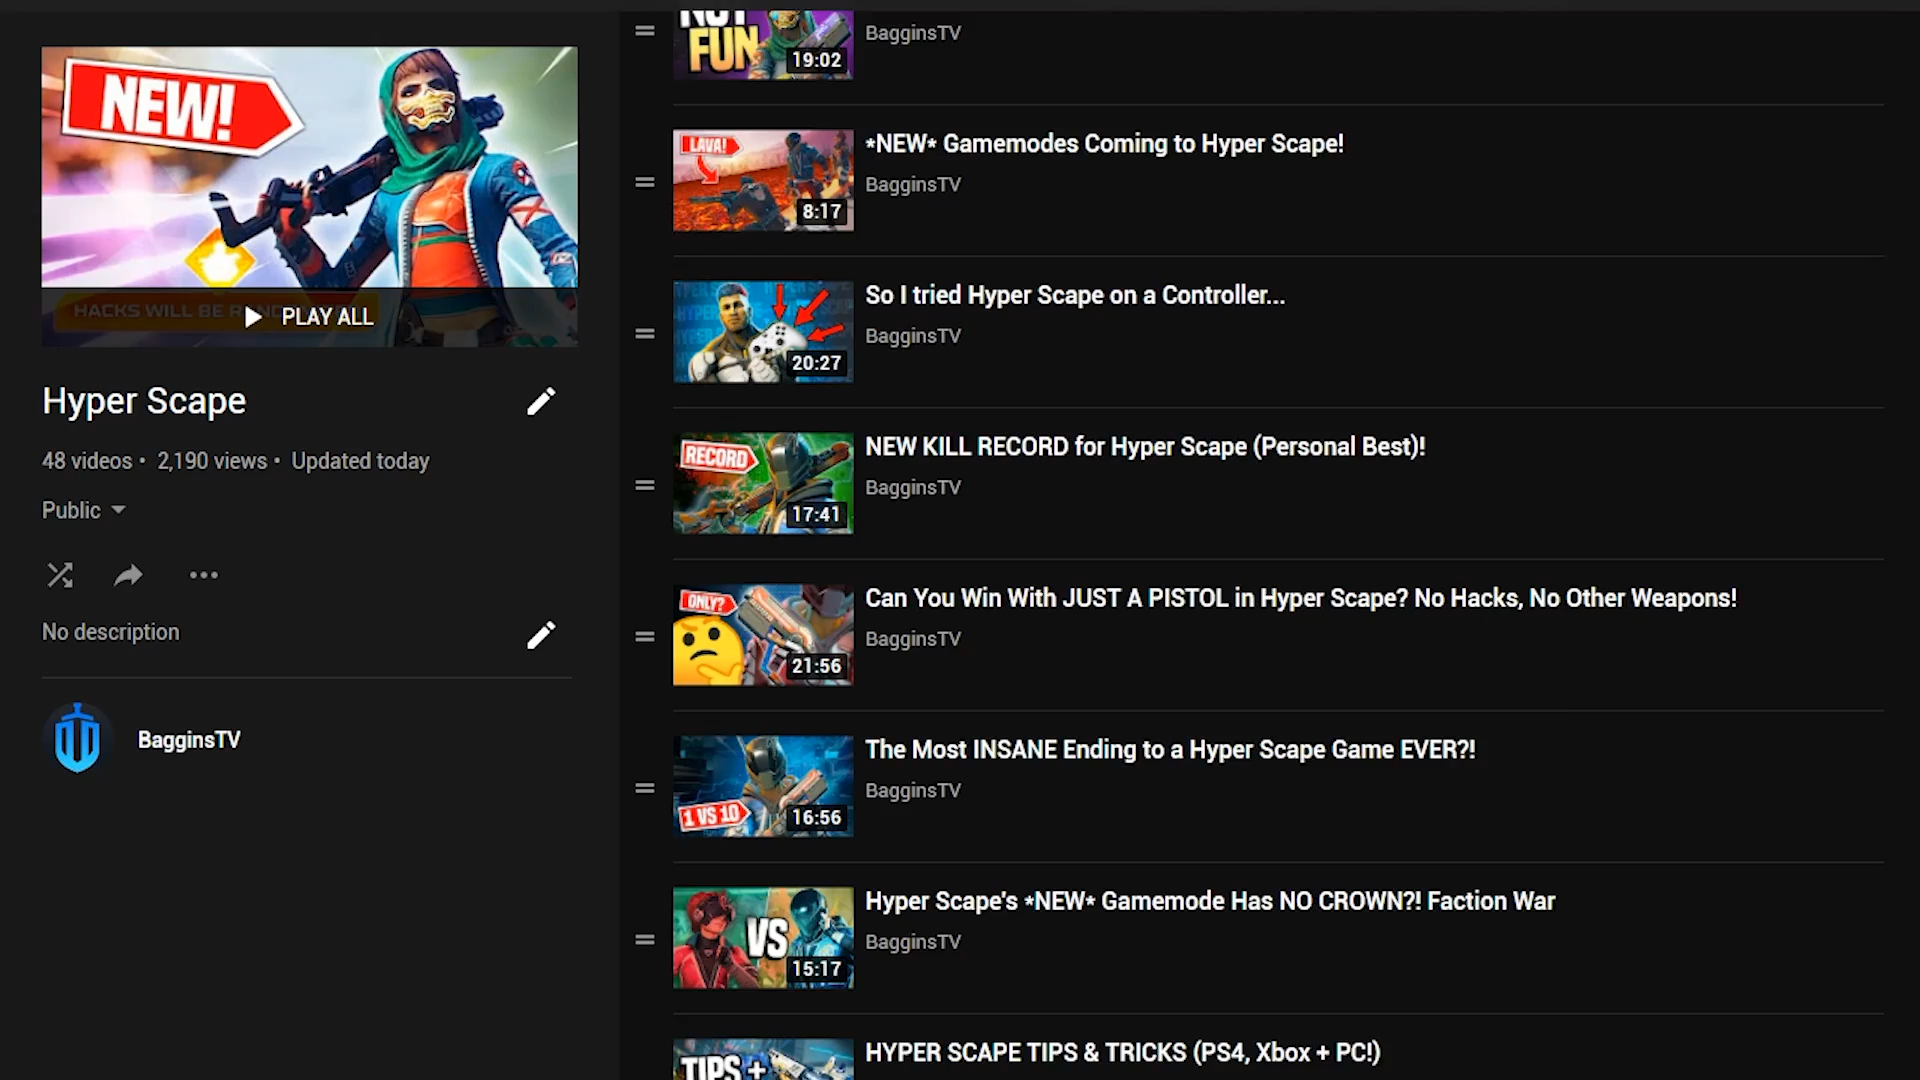 NEW!
HACKS WILL BE RAN
PLAY ALL
Hyper Scape
48 videos • 2,190 views • Updated today
Public
No description
BagginsTV
NOT
FUN
19:02
BagginsTV
LAVA!
8:17
*NEW* Gamemodes Coming to Hyper Scape!
BagginsTV
20:27
So I tried Hyper Scape on a Controller...
BagginsTV
RECORD
17:41
NEW KILL RECORD for Hyper Scape (Personal Best)!
BagginsTV
ONLY?
21:56
Can You Win With JUST A PISTOL in Hyper Scape? No Hacks, No Other Weapons!
BagginsTV
1 VS 10
16:56
The Most INSANE Ending to a Hyper Scape Game EVER?!
BagginsTV
VS
15:17
Hyper Scape's *NEW* Gamemode Has NO CROWN?! Faction War
BagginsTV
TIPS +
HYPER SCAPE TIPS & TRICKS (PS4, Xbox + PC!)